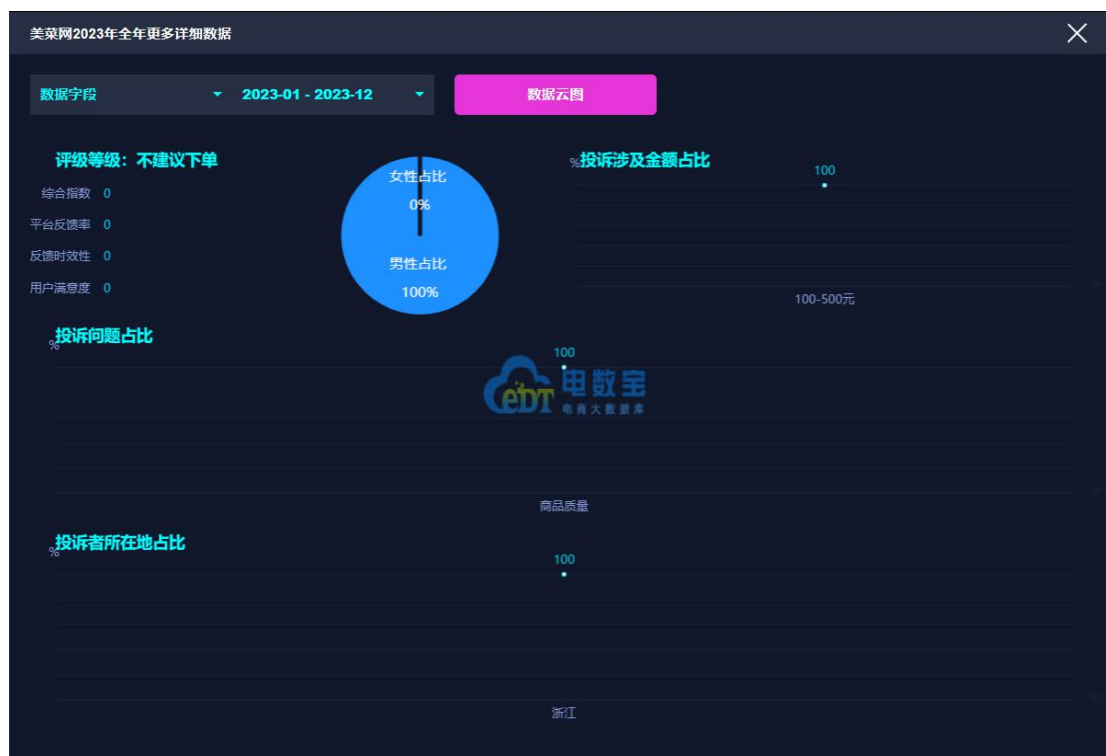 美菜网2023年全年更多详细数据
数据字段
2023-01 - 2023-12
数据云图
评级等级：不建议下单
综合指数 0
平台反馈率 0
反馈时效性 0
用户满意度 0
女性占比
0%
男性占比
100%
%投诉涉及金额占比
100
100-500元
%投诉问题占比
100
eDT 电数宝
电商大数据库
商品质量
%投诉者所在地占比
100
浙江